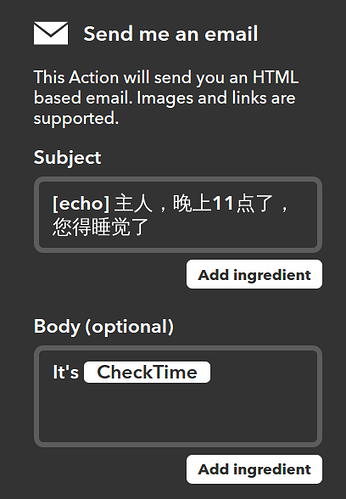 Send me an email
This Action will send you an HTML
based email. Images and links are
supported.
Subject
[echo] 主人，晚上11点了，
您得睡觉了
Add ingredient
Body (optional)
It's CheckTime
Add ingredient